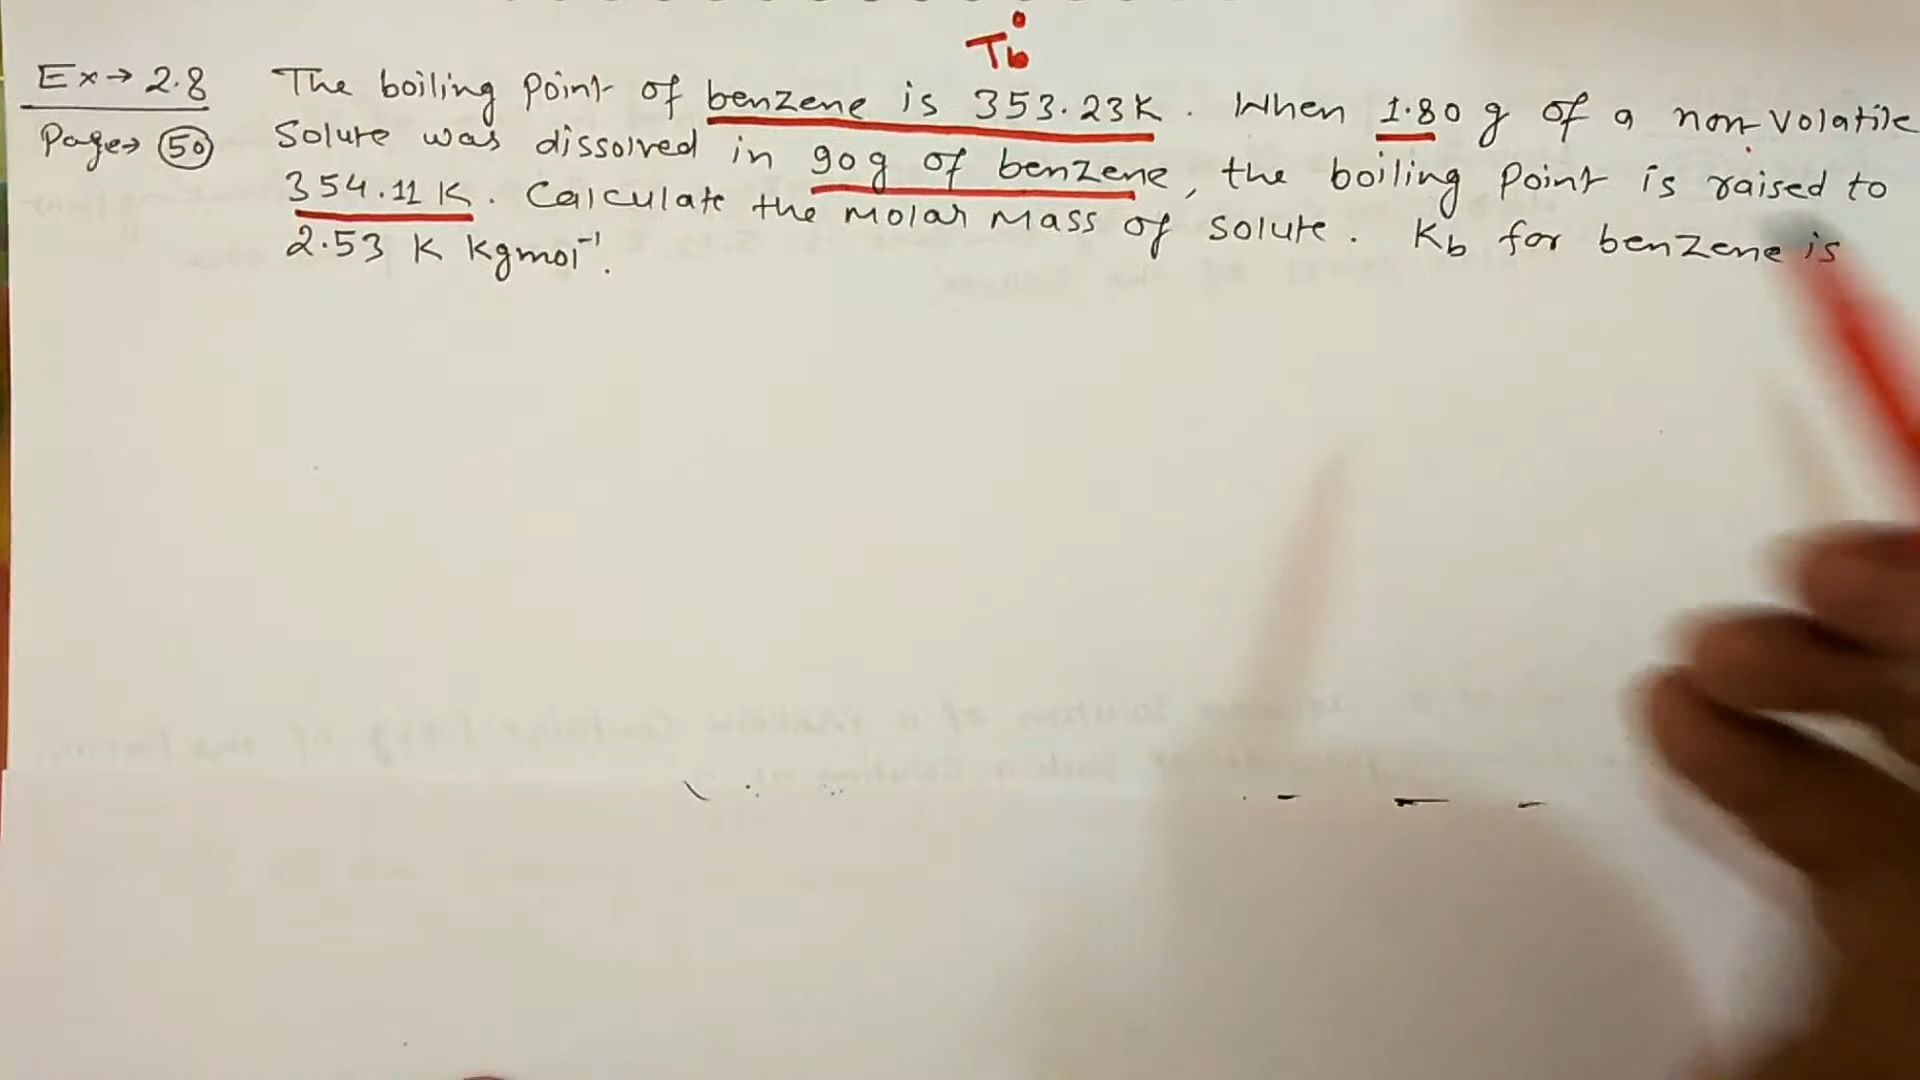 Tb°
Ex→ 2.8 The boiling point of benzene is 353.23K. When 1.80 g of a non-volatile
Page→ 50 Solute was dissolved in 90g of benzene, the boiling point is raised to
354.11 K. Calculate the molar mass of solute. Kb for benzene is
2.53 K Kgmol⁻¹.